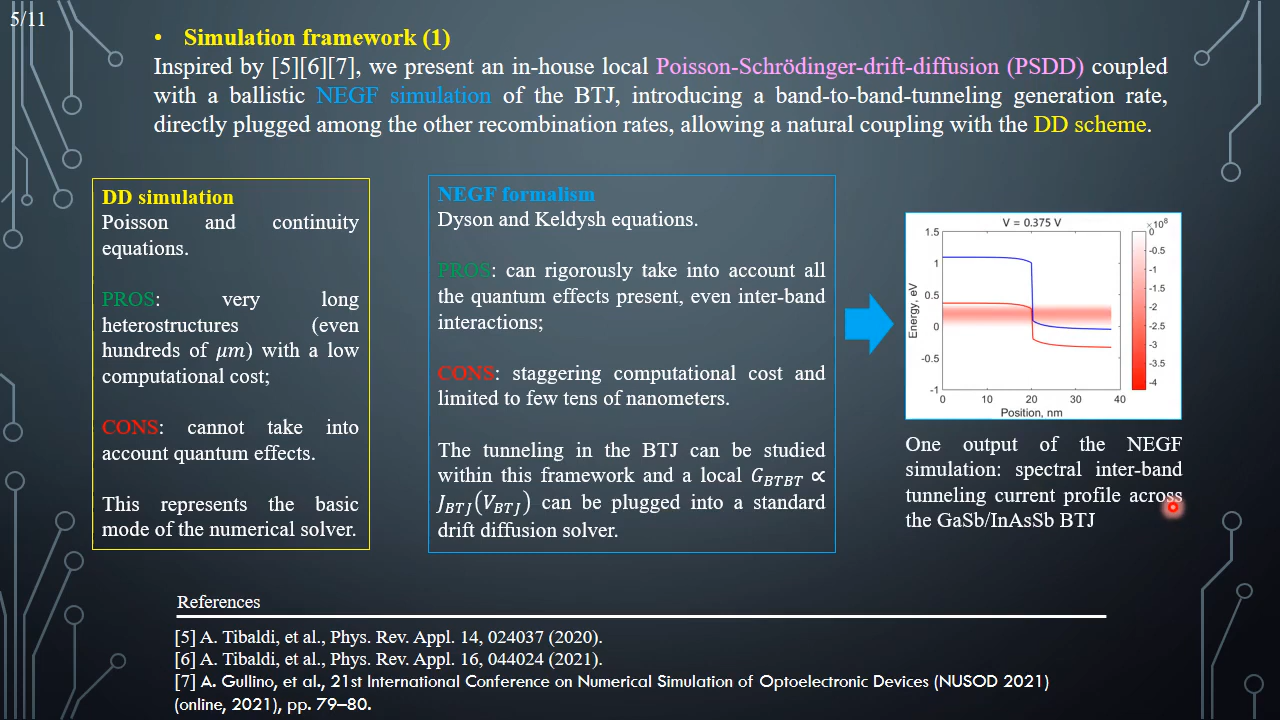 5/11
• Simulation framework (1)
Inspired by [5][6][7], we present an in-house local Poisson-Schrödinger-drift-diffusion (PSDD) coupled
with a ballistic NEGF simulation of the BTJ, introducing a band-to-band-tunneling generation rate,
directly plugged among the other recombination rates, allowing a natural coupling with the DD scheme.
DD simulation
Poisson and continuity
equations.
PROS: very long
heterostructures (even
hundreds of μm) with a low
computational cost;
CONS: cannot take into
account quantum effects.
This represents the basic
mode of the numerical solver.
NEGF formalism
Dyson and Keldysh equations.
PROS: can rigorously take into account all
the quantum effects present, even inter-band
interactions;
CONS: staggering computational cost and
limited to few tens of nanometers.
The tunneling in the BTJ can be studied
within this framework and a local G_BTBT ∝
J_BTJ(V_BTJ) can be plugged into a standard
drift diffusion solver.
V = 0.375 V
×10⁸
1.5
1
0.5
0
-0.5
-1
Energy, eV
0 10 20 30 40
Position, nm
0
-0.5
-1
-1.5
-2
-2.5
-3
-3.5
-4
One output of the NEGF
simulation: spectral inter-band
tunneling current profile across
the GaSb/InAsSb BTJ
References
[5] A. Tibaldi, et al., Phys. Rev. Appl. 14, 024037 (2020).
[6] A. Tibaldi, et al., Phys. Rev. Appl. 16, 044024 (2021).
[7] A. Gullino, et al., 21st International Conference on Numerical Simulation of Optoelectronic Devices (NUSOD 2021)
(online, 2021), pp. 79–80.